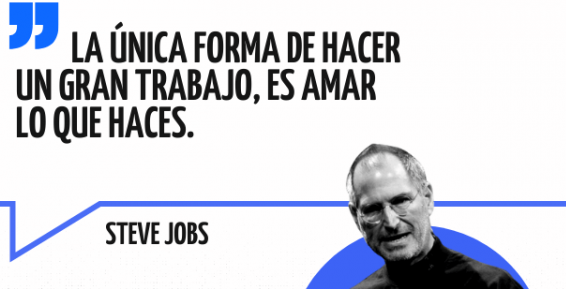 LA ÚNICA FORMA DE HACER
UN GRAN TRABAJO, ES AMAR
LO QUE HACES.
STEVE JOBS